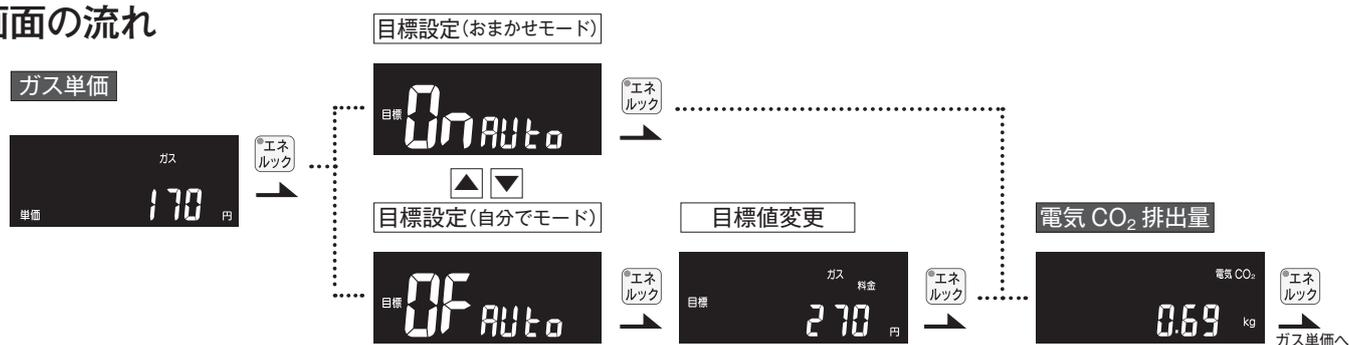 画面の流れ
目標設定(おまかせモード)
ガス単価
目標
On AUto
エネ
ルック
ガス
単価
170
円
エネ
ルック
▲ ▼
目標設定(自分でモード)
目標値変更
電気 CO₂ 排出量
目標
OF AUto
エネ
ルック
ガス
料金
目標
270
円
エネ
ルック
電気 CO₂
0.69
kg
エネ
ルック
ガス単価へ